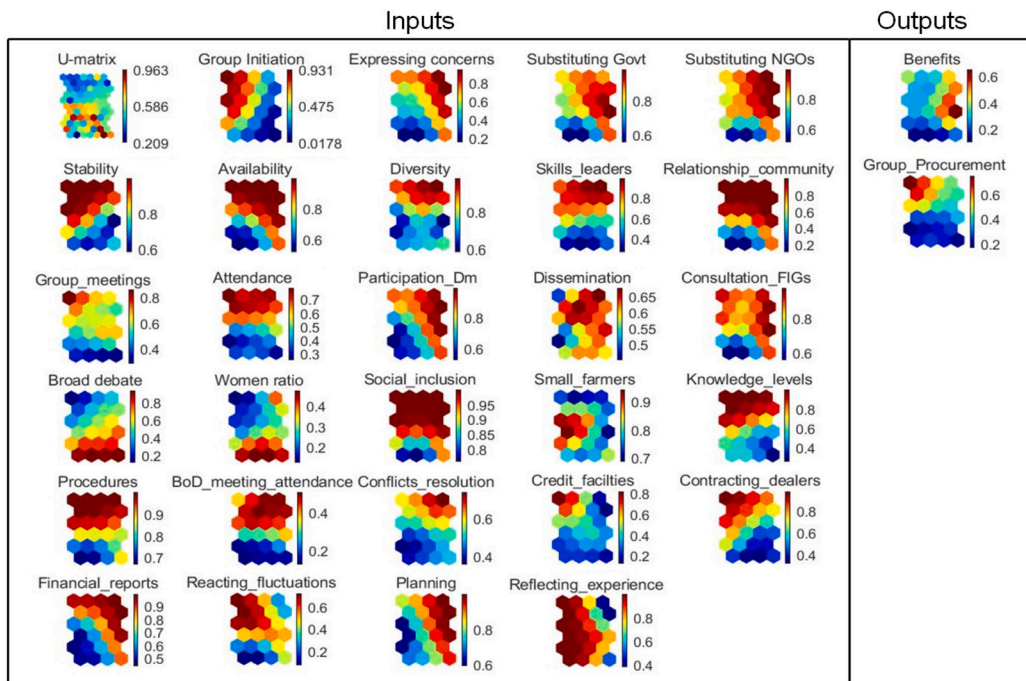 Inputs Outputs
U-matrix Group Initiation Expressing concerns Substituting Govt Substituting NGOs Benefits
0.963 0.931 0.8 0.8 0.8 0.6
0.586 0.475 0.6 0.6 0.6 0.4
0.209 0.0178 0.4 0.2
0.2
Stability Availability Diversity Skills_leaders Relationship_community Group_Procurement
0.8 0.8 0.8 0.8 0.8 0.6
0.6 0.6 0.6 0.6 0.6 0.4
0.4 0.4 0.2
0.2
Group_meetings Attendance Participation_Dm Dissemination Consultation_FIGs
0.8 0.7 0.8 0.65 0.8
0.6 0.6 0.6 0.6 0.6
0.4 0.5 0.55
0.4 0.5
0.3
Broad debate Women ratio Social_inclusion Small_farmers Knowledge_levels
0.8 0.4 0.95 0.9 0.8
0.6 0.2 0.9 0.8 0.6
0.4 0.85 0.7 0.4
0.2 0.8
Procedures BoD_meeting_attendance Conflicts_resolution Credit_facilties Contracting_dealers
0.9 0.4 0.6 0.8 0.8
0.8 0.2 0.4 0.6 0.6
0.7 0.4 0.4
0.2
Financial_reports Reacting_fluctuations Planning Reflecting_experience
0.9 0.6 0.8 0.8
0.8 0.4 0.6 0.6
0.7 0.2 0.4
0.6
0.5